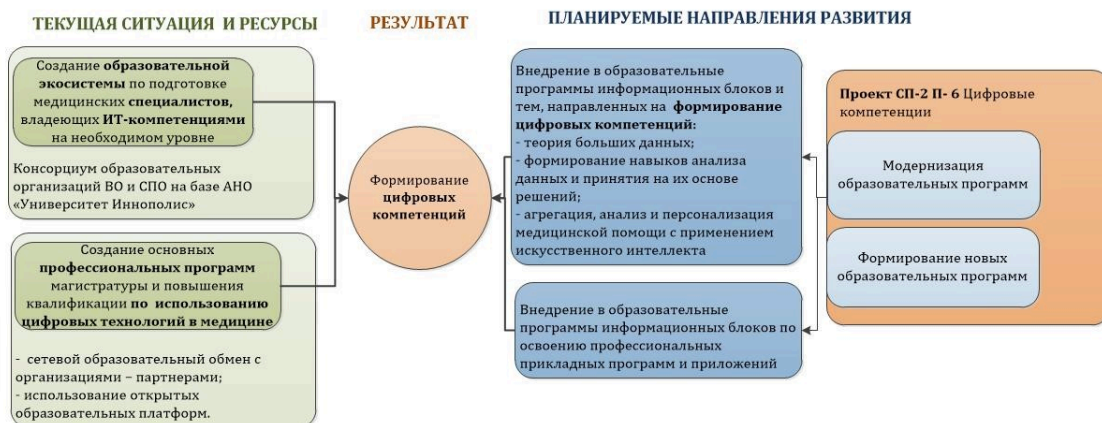 ТЕКУЩАЯ СИТУАЦИЯ И РЕСУРСЫ
РЕЗУЛЬТАТ
ПЛАНИРУЕМЫЕ НАПРАВЛЕНИЯ РАЗВИТИЯ
Создание образовательной
экосистемы по подготовке
медицинских специалистов,
владеющих ИТ-компетенциями
на необходимом уровне
Консорциум образовательных
организаций ВО и СПО на базе АНО
«Университет Иннополис»
Создание основных
профессиональных программ
магистратуры и повышения
квалификации по использованию
цифровых технологий в медицине
- сетевой образовательный обмен с
организациями – партнерами;
- использование открытых
образовательных платформ.
Формирование
цифровых
компетенций
Внедрение в образовательные
программы информационных блоков и
тем, направленных на формирование
цифровых компетенций:
- теория больших данных;
- формирование навыков анализа
данных и принятия на их основе
решений;
- агрегация, анализ и персонализация
медицинской помощи с применением
искусственного интеллекта
Внедрение в образовательные
программы информационных блоков по
освоению профессиональных
прикладных программ и приложений
Проект СП-2 П- 6 Цифровые
компетенции
Модернизация
образовательных программ
Формирование новых
образовательных программ